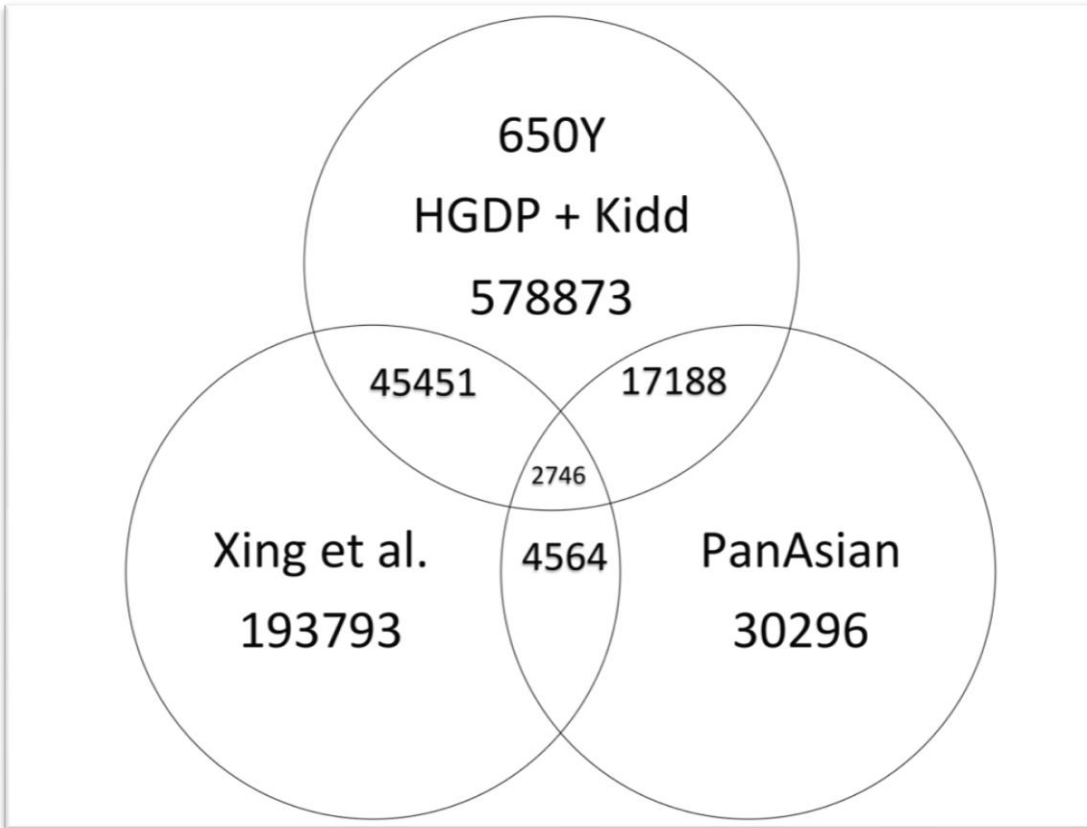 650Y
HGDP + Kidd
578873
45451
17188
2746
Xing et al.
193793
4564
PanAsian
30296